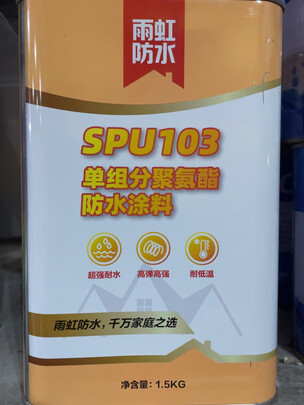 雨虹
防水
SPU103
单组分聚氨酯
防水涂料
超强耐水 高弹高强 耐低温
雨虹防水，千万家庭之选
净含量：1.5KG